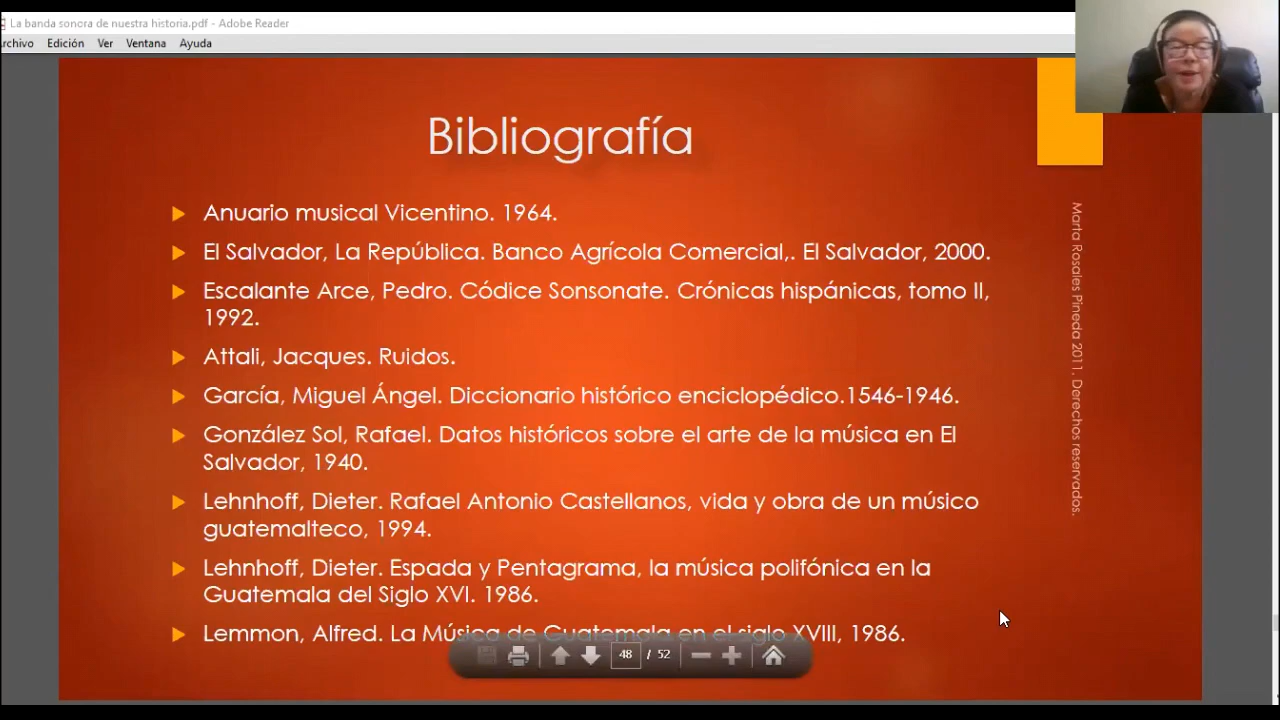 La banda sonora de nuestra historia.pdf - Adobe Reader
rchivo Edición Ver Ventana Ayuda
Bibliografía
Anuario musical Vicentino. 1964.
El Salvador, La República. Banco Agrícola Comercial,. El Salvador, 2000.
Escalante Arce, Pedro. Códice Sonsonate. Crónicas hispánicas, tomo II,
1992.
Attali, Jacques. Ruidos.
García, Miguel Ángel. Diccionario histórico enciclopédico.1546-1946.
González Sol, Rafael. Datos históricos sobre el arte de la música en El
Salvador, 1940.
Lehnhoff, Dieter. Rafael Antonio Castellanos, vida y obra de un músico
guatemalteco, 1994.
Lehnhoff, Dieter. Espada y Pentagrama, la música polifónica en la
Guatemala del Siglo XVI. 1986.
Lemmon, Alfred. La Música de Guatemala en el siglo XVIII, 1986.
48 / 52
Marta Rosales Pineda 2011. Derechos reservados.